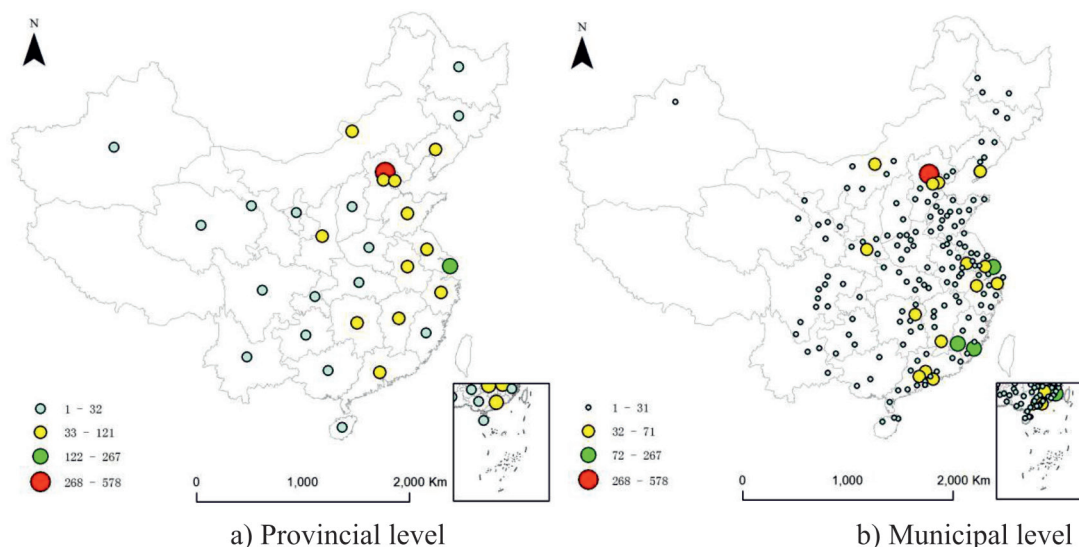 N
1 - 32
33 - 121
122 - 267
268 - 578
0 1,000 2,000 Km
a) Provincial level
N
1 - 31
32 - 71
72 - 267
268 - 578
0 1,000 2,000 Km
b) Municipal level